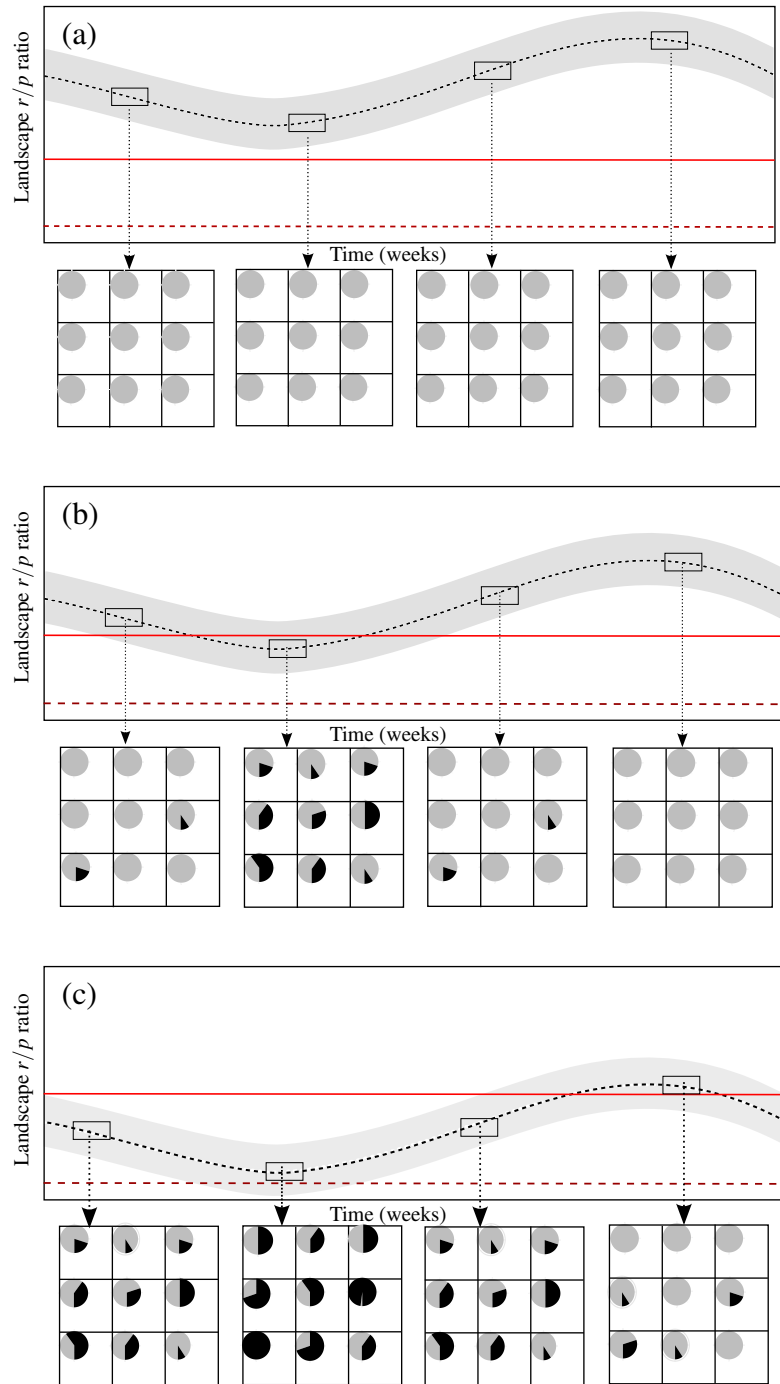 (a)
Landscape r/p ratio
Time (weeks)
(b)
Landscape r/p ratio
Time (weeks)
(c)
Landscape r/p ratio
Time (weeks)